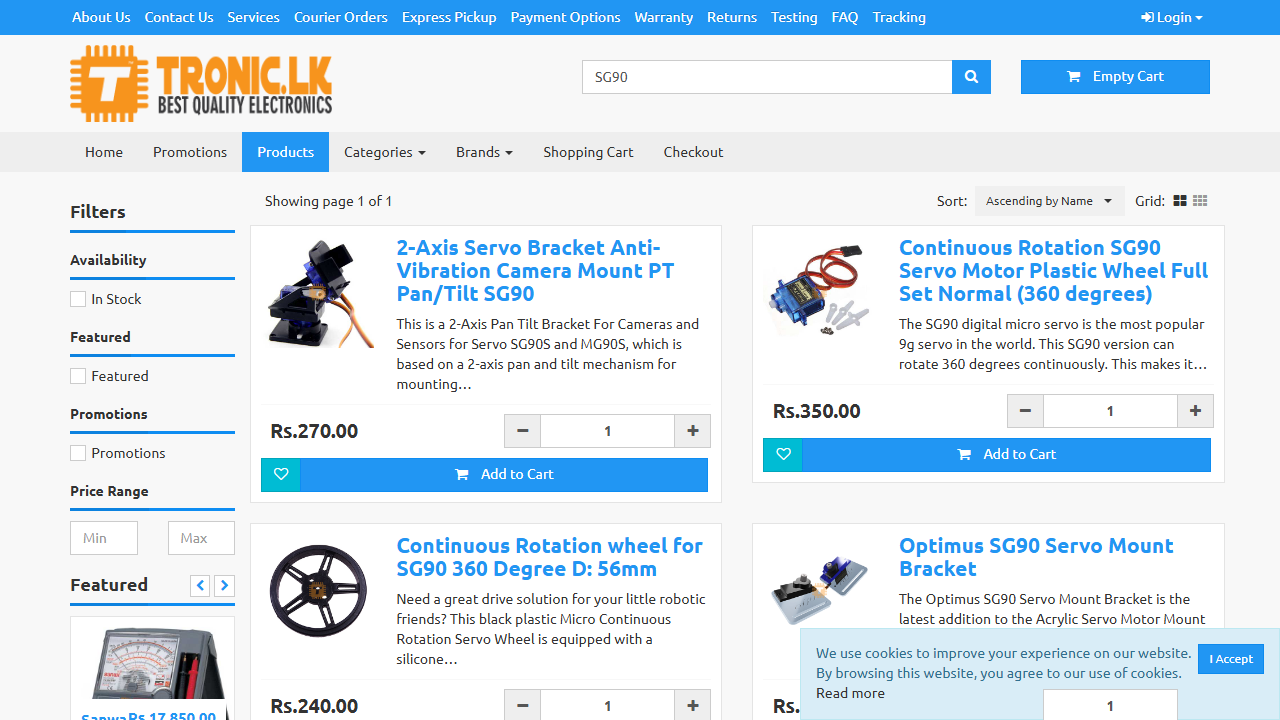 About Us Contact Us Services Courier Orders Express Pickup Payment Options Warranty Returns Testing FAQ Tracking Login
TRONIC.LK
BEST QUALITY ELECTRONICS
SG90
Empty Cart
Home Promotions Products Categories Brands Shopping Cart Checkout
Filters
Availability
In Stock
Featured
Featured
Promotions
Promotions
Price Range
Min Max
Featured
Rs.17,850.00
Showing page 1 of 1
Sort: Ascending by Name Grid:
2-Axis Servo Bracket Anti-
Vibration Camera Mount PT
Pan/Tilt SG90
This is a 2-Axis Pan Tilt Bracket For Cameras and
Sensors for Servo SG90S and MG90S, which is
based on a 2-axis pan and tilt mechanism for
mounting…
Rs.270.00
1
Add to Cart
Continuous Rotation SG90
Servo Motor Plastic Wheel Full
Set Normal (360 degrees)
The SG90 digital micro servo is the most popular
9g servo in the world. This SG90 version can
rotate 360 degrees continuously. This makes it…
Rs.350.00
1
Add to Cart
Continuous Rotation wheel for
SG90 360 Degree D: 56mm
Need a great drive solution for your little robotic
friends? This black plastic Micro Continuous
Rotation Servo Wheel is equipped with a
silicone…
Rs.240.00
1
Optimus SG90 Servo Mount
Bracket
The Optimus SG90 Servo Mount Bracket is the
latest addition to the Acrylic Servo Motor Mount
Rs.
1
We use cookies to improve your experience on our website.
By browsing this website, you agree to our use of cookies.
Read more
I Accept